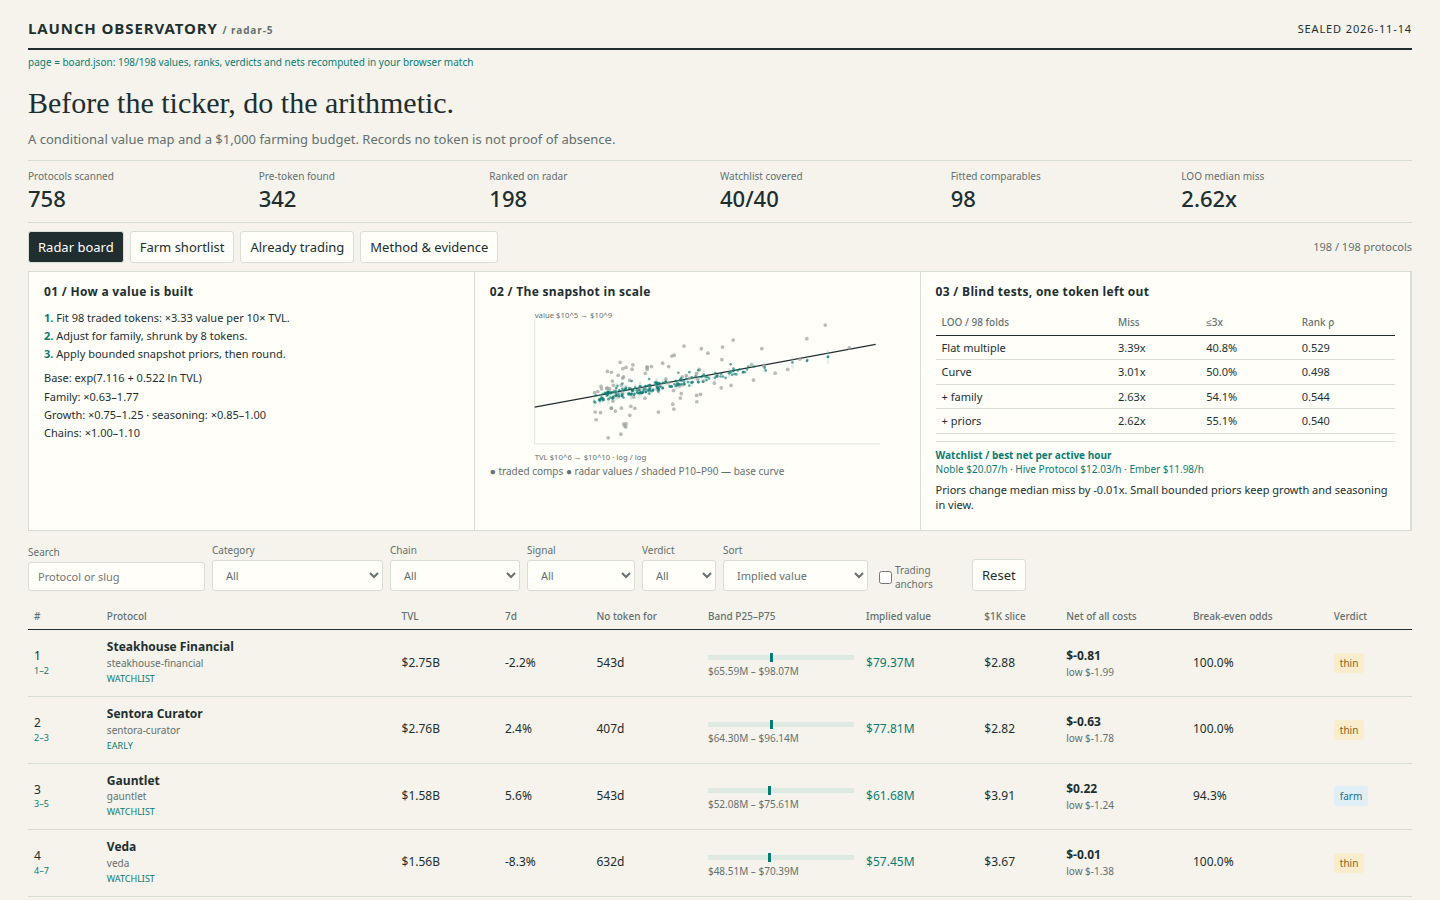 LAUNCH OBSERVATORY / radar-5
SEALED 2026-11-14
page = board.json: 198/198 values, ranks, verdicts and nets recomputed in your browser match
Before the ticker, do the arithmetic.
A conditional value map and a $1,000 farming budget. Records no token is not proof of absence.
Protocols scanned
758
Pre-token found
342
Ranked on radar
198
Watchlist covered
40/40
Fitted comparables
98
LOO median miss
2.62x
Radar board
Farm shortlist
Already trading
Method & evidence
198 / 198 protocols
01 / How a value is built
1. Fit 98 traded tokens: ×3.33 value per 10× TVL.
2. Adjust for family, shrunk by 8 tokens.
3. Apply bounded snapshot priors, then round.
Base: exp(7.116 + 0.522 ln TVL)
Family: ×0.63–1.77
Growth: ×0.75–1.25 · seasoning: ×0.85–1.00
Chains: ×1.00–1.10
02 / The snapshot in scale
value $10^5 → $10^9
TVL $10^6 → $10^10 · log / log
● traded comps ● radar values / shaded P10–P90 — base curve
03 / Blind tests, one token left out
LOO / 98 folds Miss ≤3x Rank ρ
Flat multiple 3.39x 40.8% 0.529
Curve 3.01x 50.0% 0.498
+ family 2.63x 54.1% 0.544
+ priors 2.62x 55.1% 0.540
Watchlist / best net per active hour
Noble $20.07/h · Hive Protocol $12.03/h · Ember $11.98/h
Priors change median miss by -0.01x. Small bounded priors keep growth and seasoning
in view.
Search
Protocol or slug
Category
All
Chain
All
Signal
All
Verdict
All
Sort
Implied value
Trading
anchors
Reset
# Protocol TVL 7d No token for Band P25–P75 Implied value $1K slice Net of all costs Break-even odds Verdict
1
1–2
Steakhouse Financial
steakhouse-financial
WATCHLIST
$2.75B
-2.2%
543d
$65.59M – $98.07M
$79.37M
$2.88
$-0.81
low $-1.99
100.0%
thin
2
2–3
Sentora Curator
sentora-curator
EARLY
$2.76B
2.4%
407d
$64.30M – $96.14M
$77.81M
$2.82
$-0.63
low $-1.78
100.0%
thin
3
3–5
Gauntlet
gauntlet
WATCHLIST
$1.58B
5.6%
543d
$52.08M – $75.61M
$61.68M
$3.91
$0.22
low $-1.24
94.3%
farm
4
4–7
Veda
veda
WATCHLIST
$1.56B
-8.3%
632d
$48.51M – $70.39M
$57.45M
$3.67
$-0.01
low $-1.38
100.0%
thin